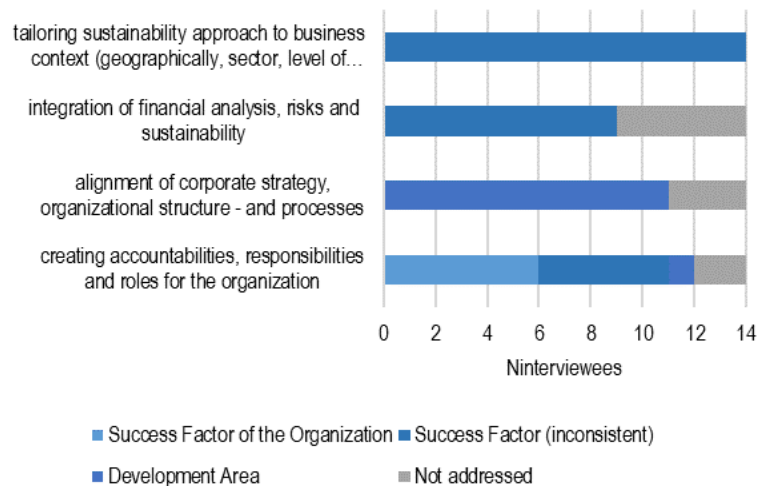 tailoring sustainability approach to business
context (geographically, sector, level of…
integration of financial analysis, risks and
sustainability
alignment of corporate strategy,
organizational structure - and processes
creating accountabilities, responsibilities
and roles for the organization
0 2 4 6 8 10 12 14
Ninterviewees
Success Factor of the Organization Success Factor (inconsistent)
Development Area Not addressed